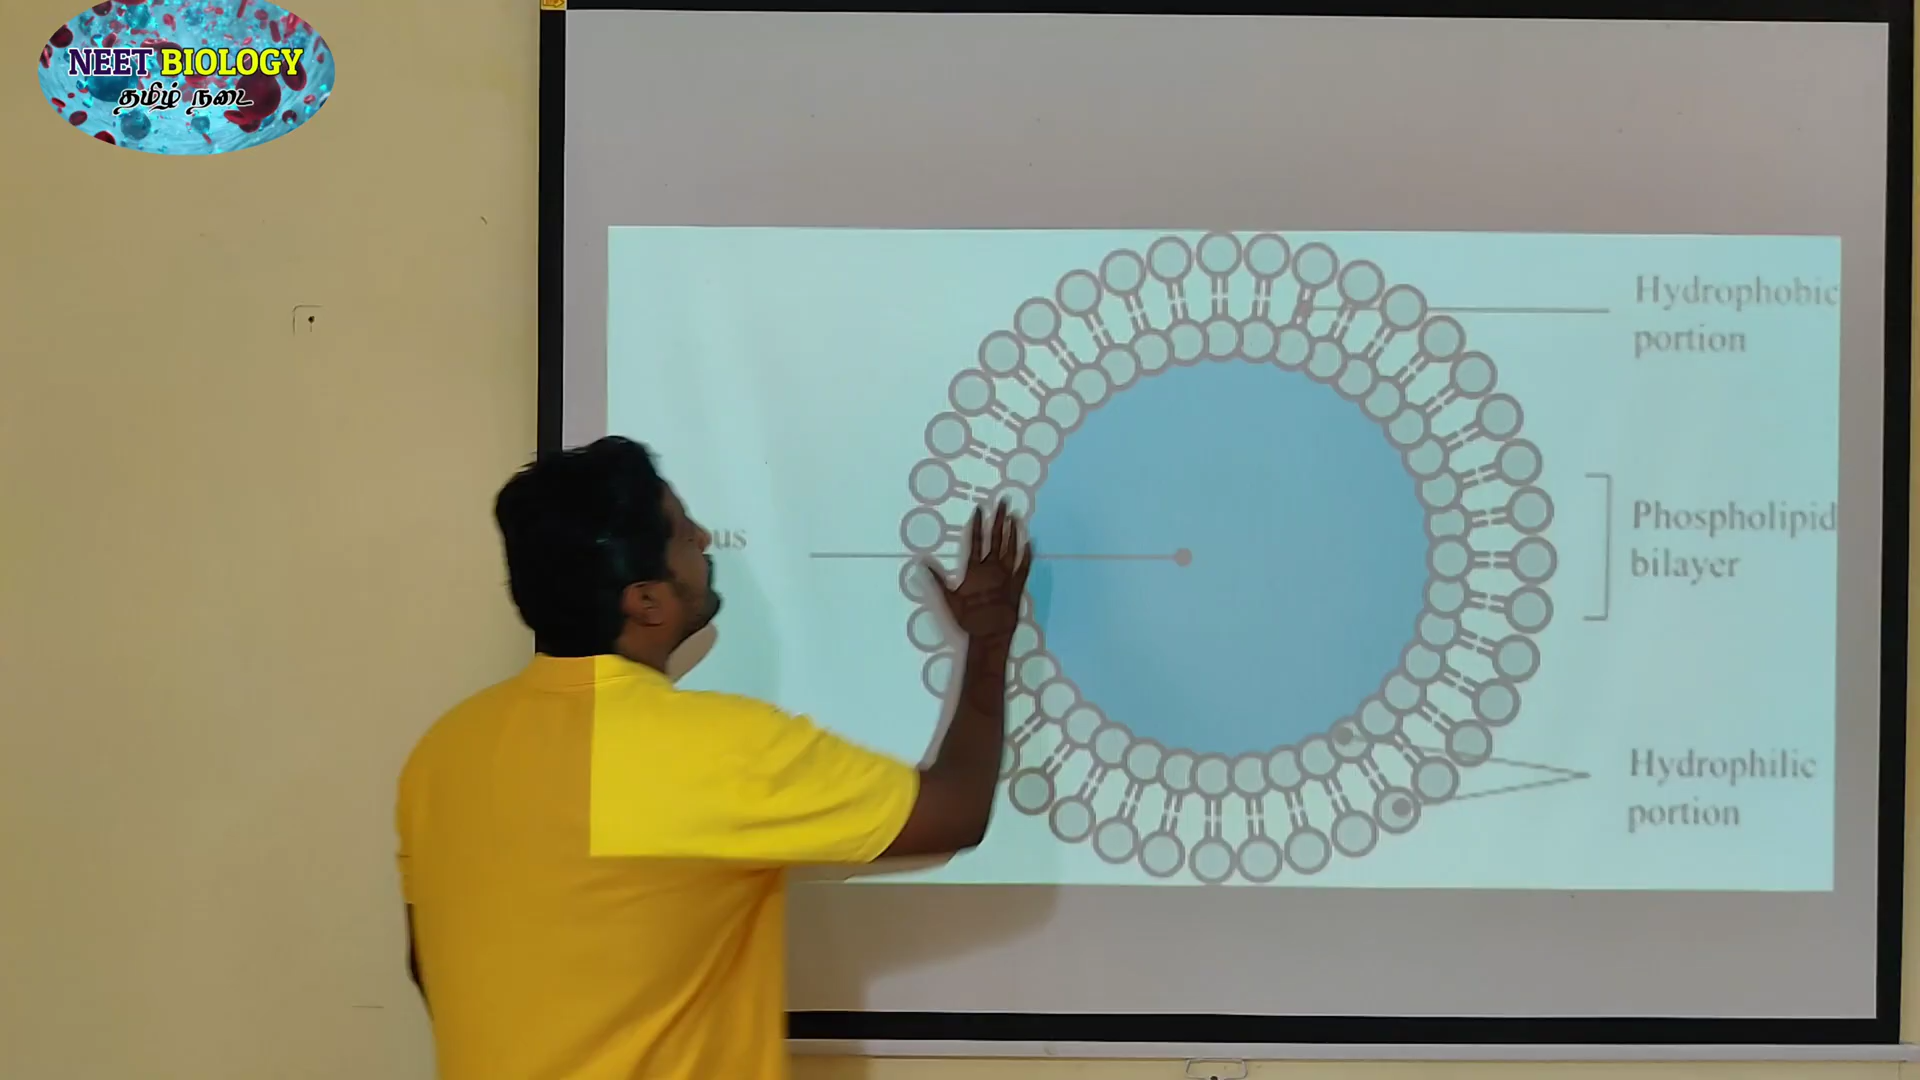 NEET BIOLOGY
தமிழ் நடை
Hydrophobic
portion
Phospholipid
bilayer
Hydrophilic
portion